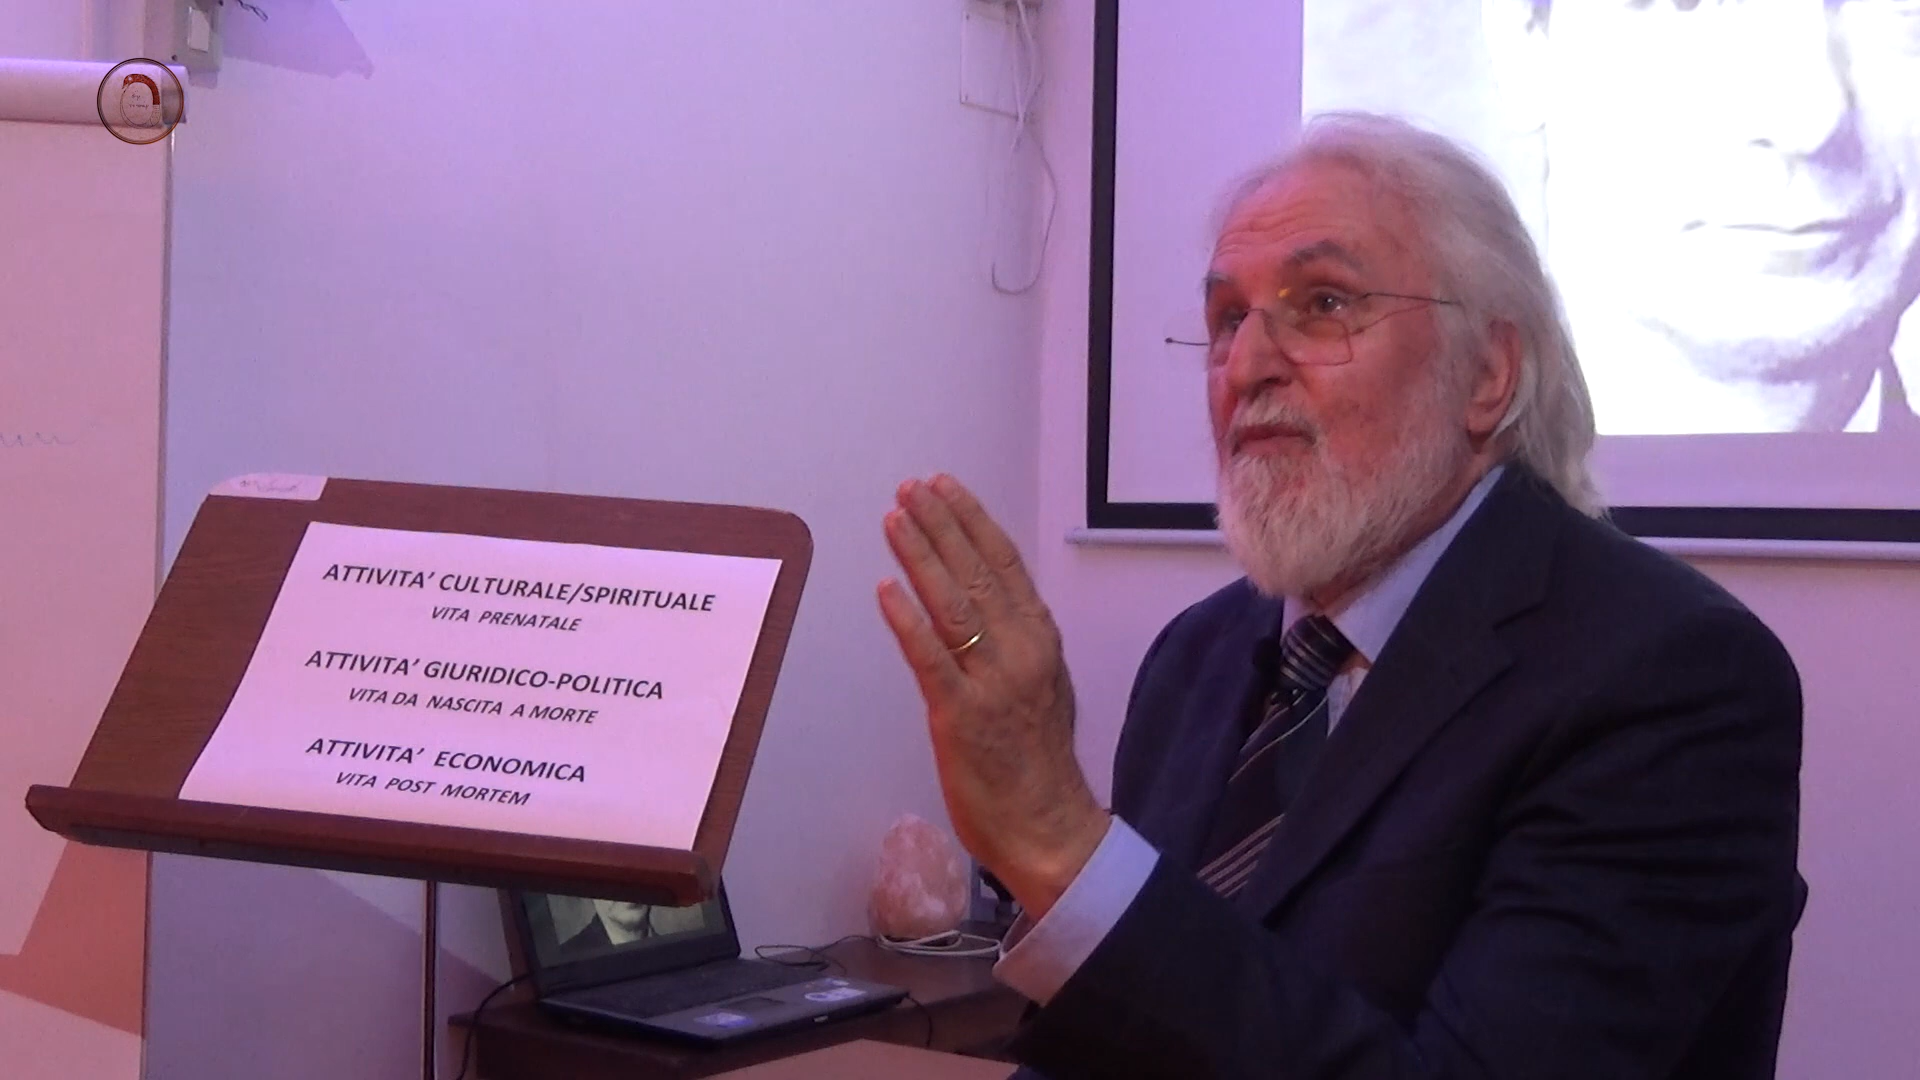 ATTIVITA' CULTURALE/SPIRITUALE
VITA PRENATALE
ATTIVITA' GIURIDICO-POLITICA
VITA DA NASCITA A MORTE
ATTIVITA' ECONOMICA
VITA POST MORTEM